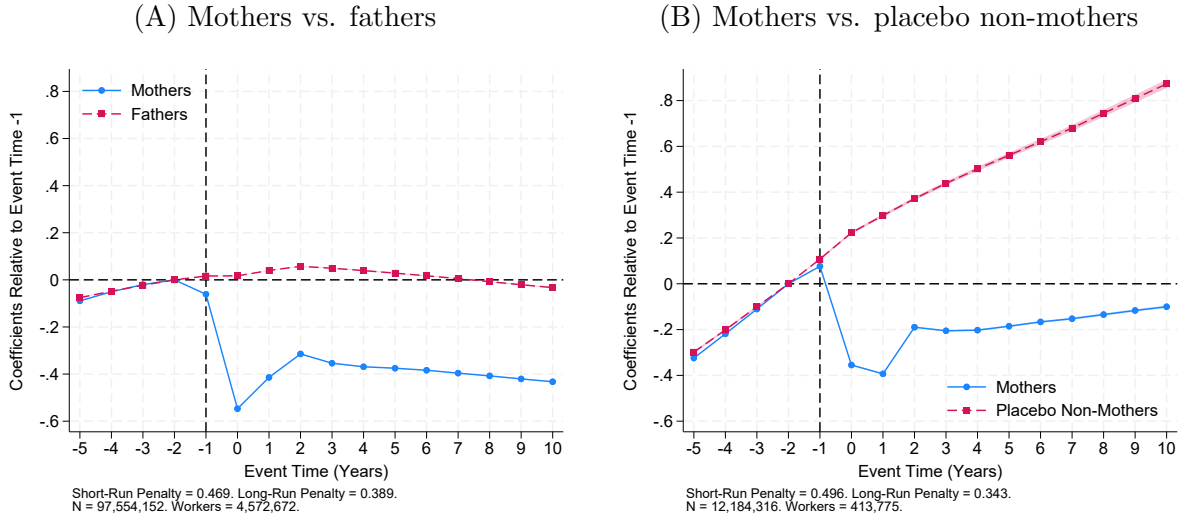 (A) Mothers vs. fathers
Coefficients Relative to Event Time -1
.8
.6
.4
.2
0
-.2
-.4
-.6
Mothers
Fathers
-5 -4 -3 -2 -1 0 1 2 3 4 5 6 7 8 9 10
Event Time (Years)
Short-Run Penalty = 0.469. Long-Run Penalty = 0.389.
N = 97,554,152. Workers = 4,572,672.
(B) Mothers vs. placebo non-mothers
Coefficients Relative to Event Time -1
.8
.6
.4
.2
0
-.2
-.4
-.6
Mothers
Placebo Non-Mothers
-5 -4 -3 -2 -1 0 1 2 3 4 5 6 7 8 9 10
Event Time (Years)
Short-Run Penalty = 0.496. Long-Run Penalty = 0.343.
N = 12,184,316. Workers = 413,775.